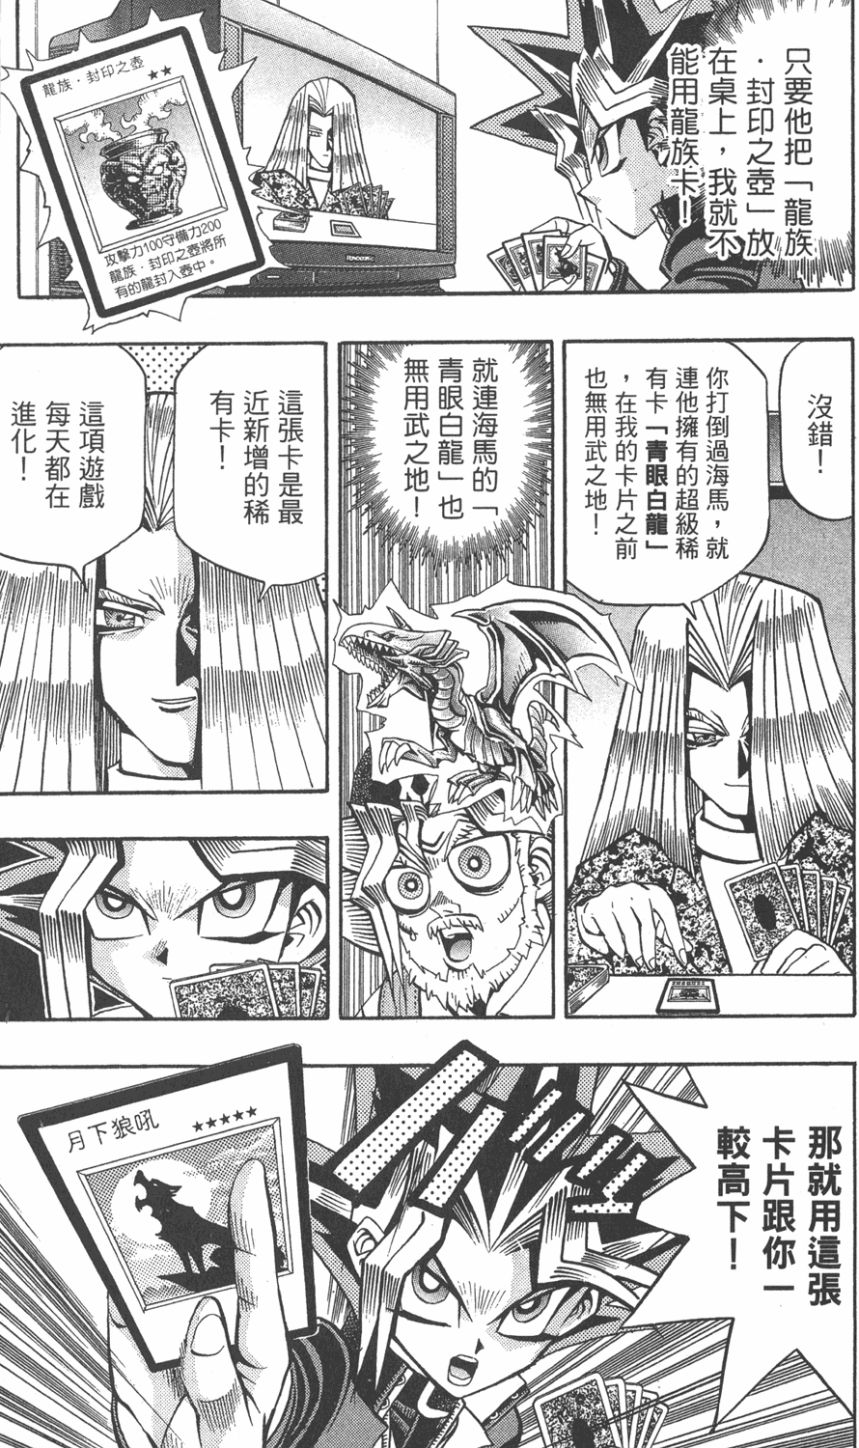 只要他把「龍族
．封印之壺」放
在桌上，我就不
能用龍族卡！
龍族．封印之壺
★★
攻擊力100守備力200
龍族．封印之壺將所
有的龍封入壺中。
沒錯！
你打倒過海馬，就
連他擁有的超級稀
有卡「青眼白龍」
，在我的卡片之前
也無用武之地！
就連海馬的「
青眼白龍」也
無用武之地！
這張卡是最
近新增的稀
有卡！
這項遊戲
每天都在
進化！
那就用這張
卡片跟你一
較高下！
月下狼吼
★★★★★